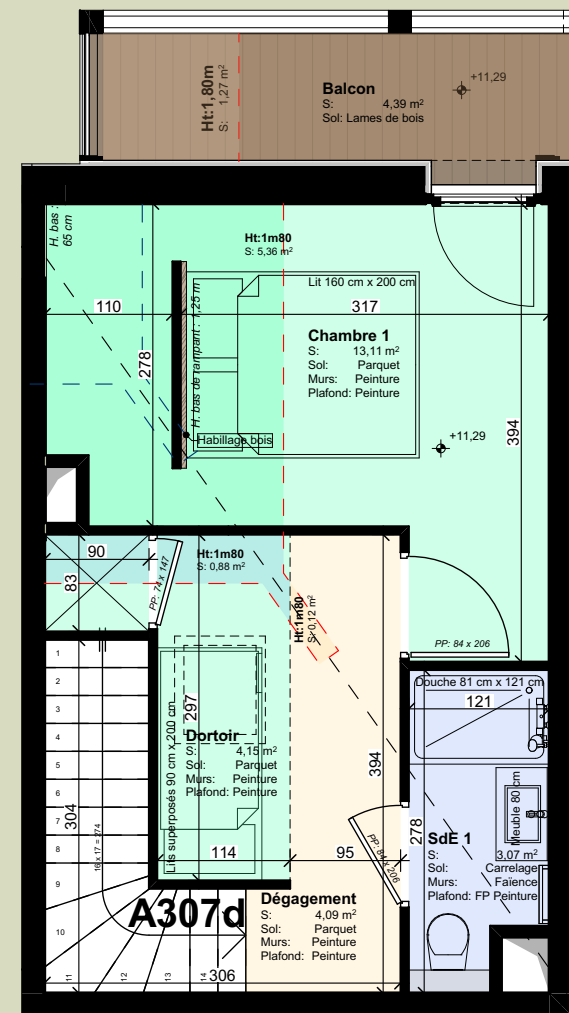 Ht:1,80m
S: 1,27 m²
Balcon
S: 4,39 m²
Sol: Lames de bois
+11,29
H. bas :
65 cm
Ht:1m80
S: 5,36 m²
Lit 160 cm x 200 cm
110
317
278
H. bas de rampant : 1,25 m
Chambre 1
S: 13,11 m²
Sol: Parquet
Murs: Peinture
Plafond: Peinture
394
Habillage bois
+11,29
90
83
PP: 74 x 147
Ht:1m80
S: 0,88 m²
Ht:1m80
S: 0,12 m²
PP: 84 x 206
Douche 81 cm x 121 cm
121
1
2
3
4
5
6
7
8
9
10
11
12
13
14
304
16 x 17 = 274
Lits superposés 90 cm x 200 cm
297
Dortoir
S: 4,15 m²
Sol: Parquet
Murs: Peinture
Plafond: Peinture
394
114
95
PP: 84 x 206
278
Meuble 80 cm
SdE 1
S: 3,07 m²
Sol: Carrelage
Murs: Faïence
Plafond: FP Peinture
A307d
Dégagement
S: 4,09 m²
Sol: Parquet
Murs: Peinture
Plafond: Peinture
306